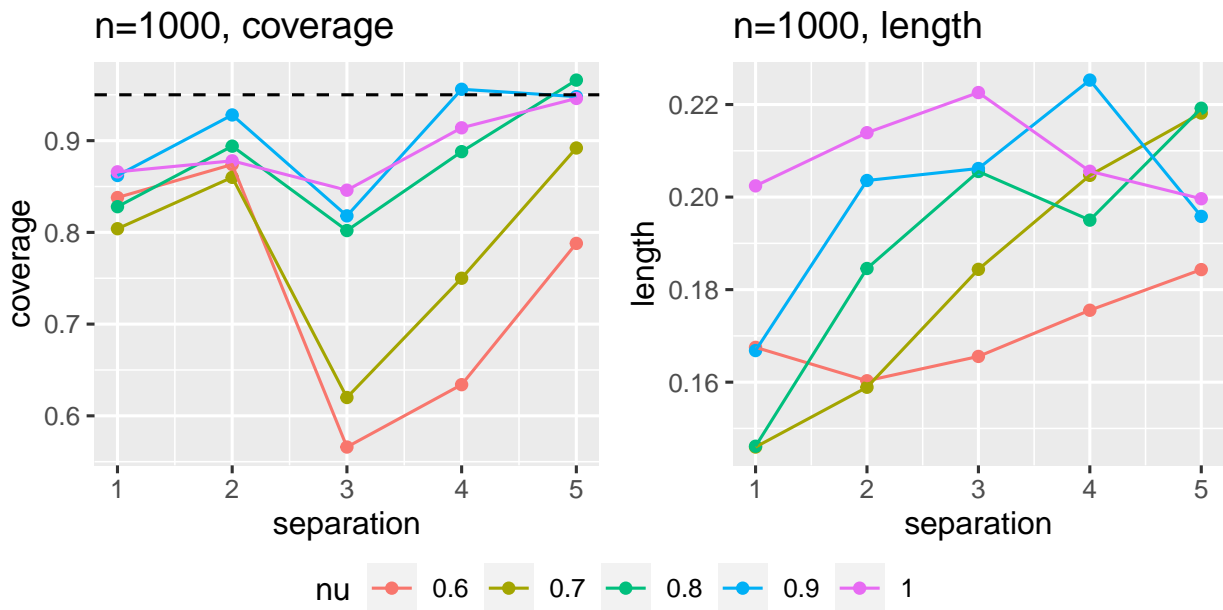 n=1000, coverage
coverage
0.9
0.8
0.7
0.6
1 2 3 4 5
separation
n=1000, length
length
0.22
0.20
0.18
0.16
1 2 3 4 5
separation
nu 0.6 0.7 0.8 0.9 1